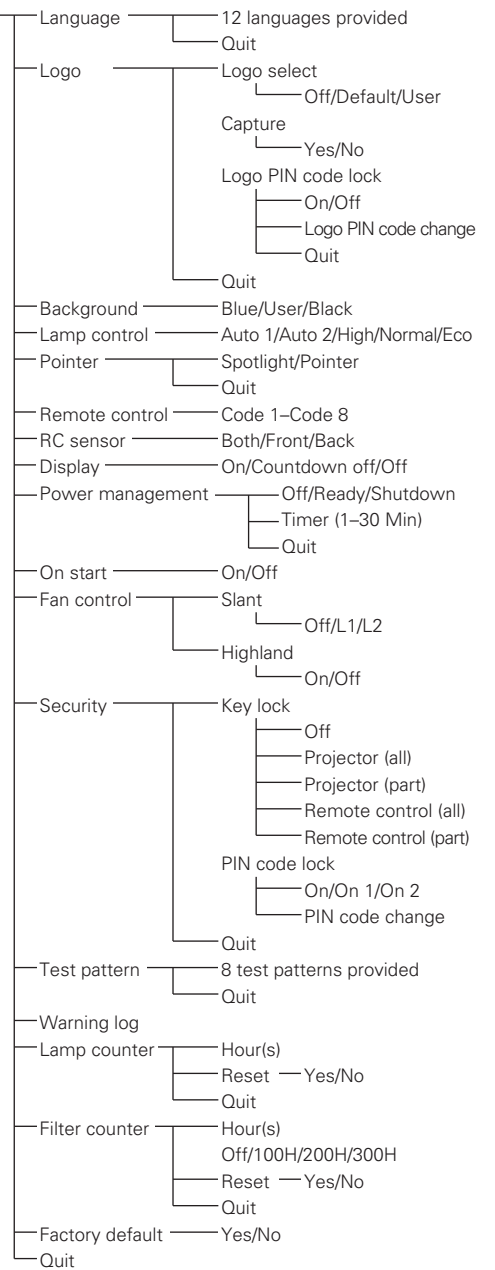 Language 12 languages provided
Quit
Logo Logo select
Off/Default/User
Capture
Yes/No
Logo PIN code lock
On/Off
Logo PIN code change
Quit
Quit
Background Blue/User/Black
Lamp control Auto 1/Auto 2/High/Normal/Eco
Pointer Spotlight/Pointer
Quit
Remote control Code 1–Code 8
RC sensor Both/Front/Back
Display On/Countdown off/Off
Power management Off/Ready/Shutdown
Timer (1–30 Min)
Quit
On start On/Off
Fan control Slant
Off/L1/L2
Highland
On/Off
Security Key lock
Off
Projector (all)
Projector (part)
Remote control (all)
Remote control (part)
PIN code lock
On/On 1/On 2
PIN code change
Quit
Test pattern 8 test patterns provided
Quit
Warning log
Lamp counter Hour(s)
Reset Yes/No
Quit
Filter counter Hour(s)
Off/100H/200H/300H
Reset Yes/No
Quit
Factory default Yes/No
Quit